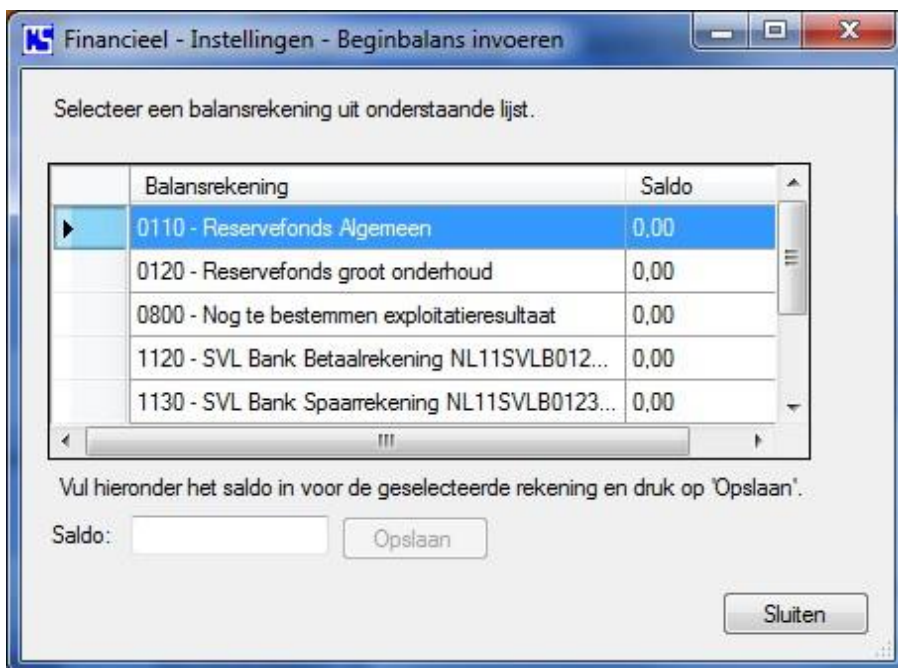 Financieel - Instellingen - Beginbalans invoeren
Selecteer een balansrekening uit onderstaande lijst.
Balansrekening Saldo
0110 - Reservefonds Algemeen 0,00
0120 - Reservefonds groot onderhoud 0,00
0800 - Nog te bestemmen exploitatieresultaat 0,00
1120 - SVL Bank Betaalrekening NL11SVLB012... 0,00
1130 - SVL Bank Spaarrekening NL11SVLB0123... 0,00
Vul hieronder het saldo in voor de geselecteerde rekening en druk op 'Opslaan'.
Saldo: Opslaan
Sluiten